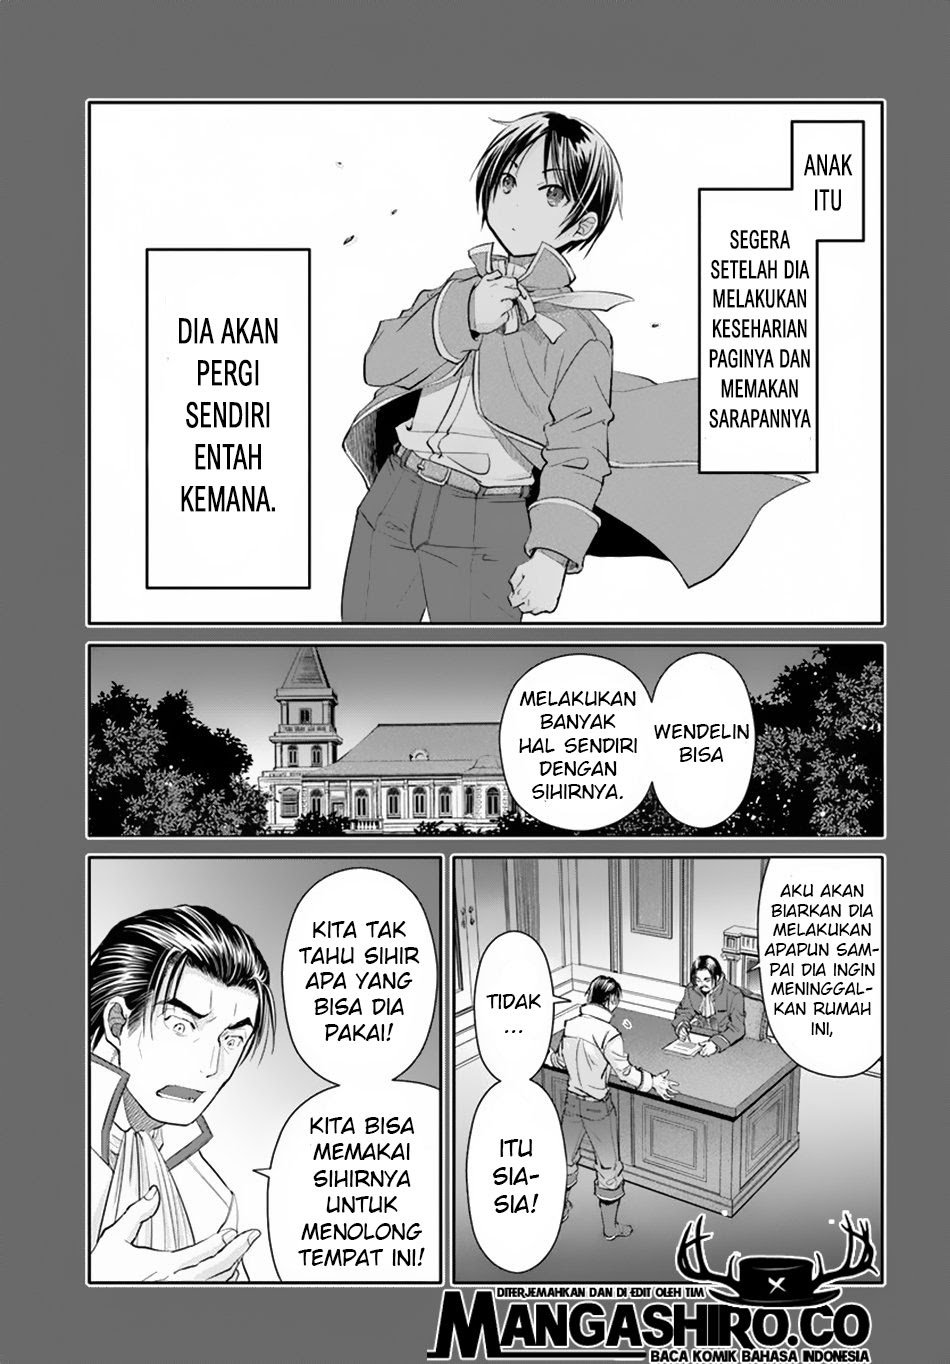 ANAK
ITU
SEGERA
SETELAH DIA
MELAKUKAN
KESEHARIAN
PAGINYA DAN
MEMAKAN
SARAPANNYA
DIA AKAN
PERGI
SENDIRI
ENTAH
KEMANA.
WENDELIN
BISA
MELAKUKAN
BANYAK
HAL SENDIRI
DENGAN
SIHIRNYA.
AKU AKAN
BIARKAN DIA
MELAKUKAN
APAPUN SAM-
PAI DIA INGIN
MENINGGAL-
KAN RUMAH
INI,
TIDAK
...
ITU
SIA-
SIA!
KITA TAK
TAHU SIHIR
APA YANG
BISA DIA
PAKAI!
KITA BISA
MEMAKAI
SIHIRNYA
UNTUK
MENOLONG
TEMPAT INI!
DITERJEMAHKAN DAN DI EDIT OLEH TIM
MANGASHIRO.CO
BACA KOMIK BAHASA INDONESIA